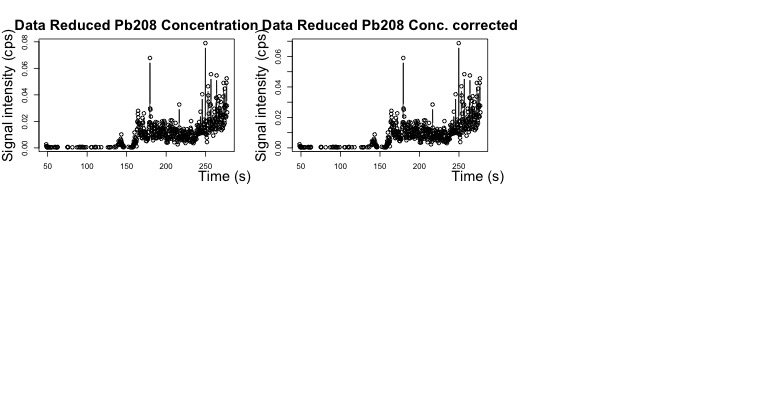 Data Reduced Pb208 Concentration
Signal intensity (cps)
0.00 0.02 0.04 0.06 0.08
50 100 150 200 250
Time (s)
Data Reduced Pb208 Conc. corrected
Signal intensity (cps)
0.00 0.02 0.04 0.06
50 100 150 200 250
Time (s)